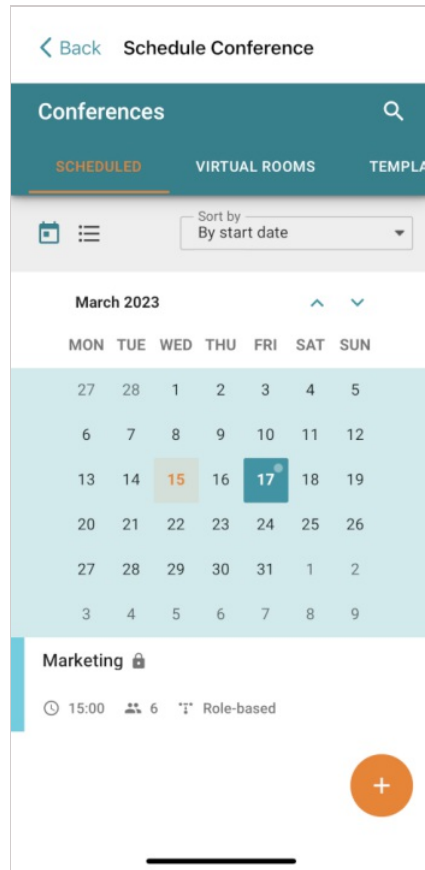 Back Schedule Conference
Conferences
SCHEDULED VIRTUAL ROOMS TEMPLA
Sort by
By start date
March 2023
MON TUE WED THU FRI SAT SUN
27 28 1 2 3 4 5
6 7 8 9 10 11 12
13 14 15 16 17 18 19
20 21 22 23 24 25 26
27 28 29 30 31 1 2
3 4 5 6 7 8 9
Marketing
15:00 6 Role-based